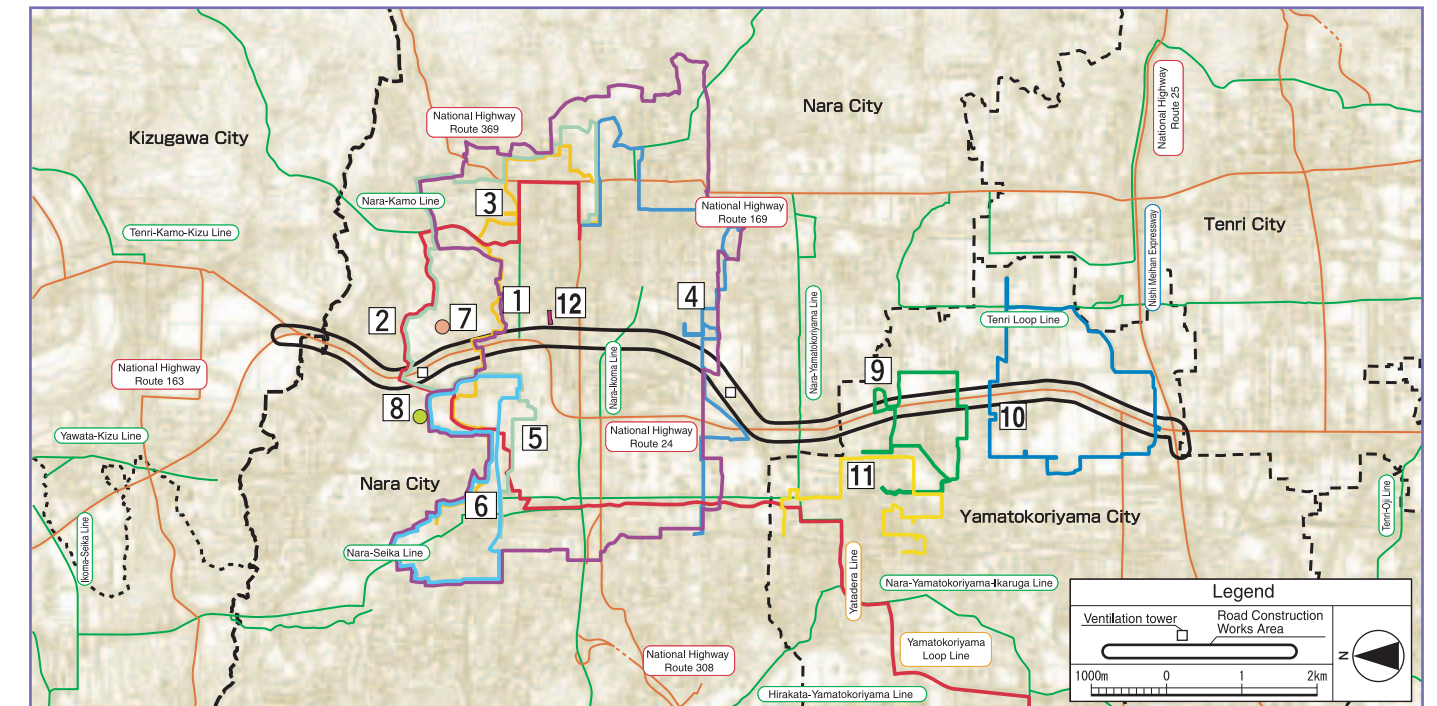 Nara City
Kizugawa City
National Highway
Route 369
National Highway
Route 25
Nara-Kamo Line
3
National Highway
Route 169
Tenri-Kamo-Kizu Line
Tenri City
Nishi Meihan Expressway
1
12
4
2
7
Nara-Yamatokoriyama Line
Tenri Loop Line
National Highway
Route 163
Nara-Ikoma Line
9
8
10
Yawata-Kizu Line
5
National Highway
Route 24
11
Nara City
6
Yamatokoriyama City
Tenri-Oji Line
Ikoma-Seika Line
Nara-Seika Line
Yatadera Line
Nara-Yamatokoriyama-Ikaruga Line
Yamatokoriyama
Loop Line
National Highway
Route 308
Hirakata-Yamatokoriyama Line
Legend
Ventilation tower
Road Construction
Works Area
N
1000m 0 1 2km